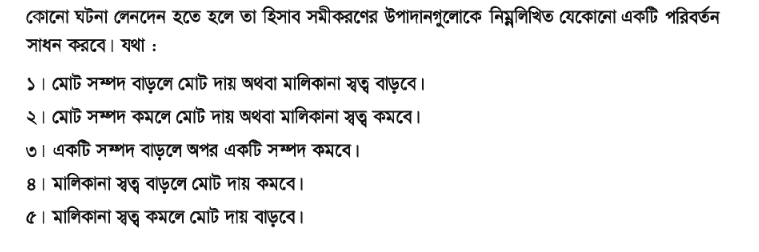 কোনো ঘটনা লেনদেন হতে হলে তা হিসাব সমীকরণের উপাদানগুলোকে নিম্নলিখিত যেকোনো একটি পরিবর্তন
সাধন করবে। যথা :
১। মোট সম্পদ বাড়লে মোট দায় অথবা মালিকানা স্বত্ব বাড়বে।
২। মোট সম্পদ কমলে মোট দায় অথবা মালিকানা স্বত্ব কমবে।
৩। একটি সম্পদ বাড়লে অপর একটি সম্পদ কমবে।
৪। মালিকানা স্বত্ব বাড়লে মোট দায় কমবে।
৫। মালিকানা স্বত্ব কমলে মোট দায় বাড়বে।